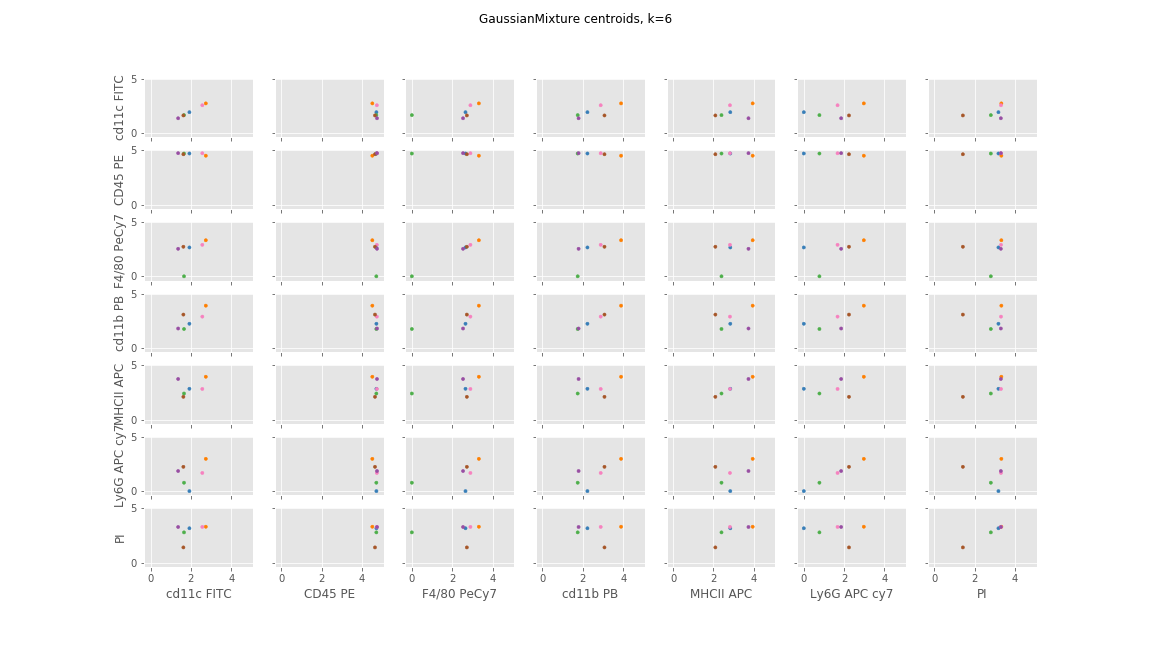 GaussianMixture centroids, k=6
cd11c FITC
5
0
CD45 PE
5
0
F4/80 PeCy7
5
0
cd11b PB
5
0
MHCII APC
5
0
Ly6G APC cy7
5
0
PI
5
0
0 2 4 0 2 4 0 2 4 0 2 4 0 2 4 0 2 4 0 2 4
cd11c FITC CD45 PE F4/80 PeCy7 cd11b PB MHCII APC Ly6G APC cy7 PI